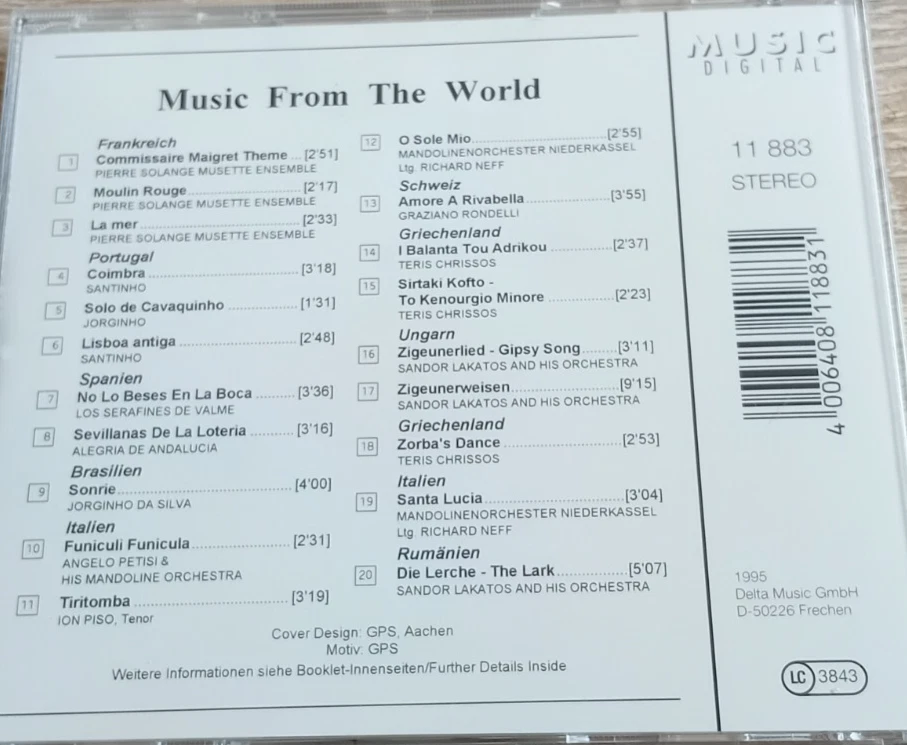 Music From The World
Frankreich
1 Commissaire Maigret Theme ... [2'51]
PIERRE SOLANGE MUSETTE ENSEMBLE
2 Moulin Rouge ... [2'17]
PIERRE SOLANGE MUSETTE ENSEMBLE
3 La mer ... [2'33]
PIERRE SOLANGE MUSETTE ENSEMBLE
Portugal
4 Coimbra ... [3'18]
SANTINHO
5 Solo de Cavaquinho ... [1'31]
JORGINHO
6 Lisboa antiga ... [2'48]
SANTINHO
Spanien
7 No Lo Beses En La Boca ... [3'36]
LOS SERAFINES DE VALME
8 Sevillanas De La Loteria ... [3'16]
ALEGRIA DE ANDALUCIA
Brasilien
9 Sonrie ... [4'00]
JORGINHO DA SILVA
Italien
10 Funiculi Funicula ... [2'31]
ANGELO PETISI &
HIS MANDOLINE ORCHESTRA
11 Tiritomba ... [3'19]
ION PISO, Tenor
12 O Sole Mio ... [2'55]
MANDOLINENORCHESTER NIEDERKASSEL
Ltg. RICHARD NEFF
Schweiz
13 Amore A Rivabella ... [3'55]
GRAZIANO RONDELLI
Griechenland
14 I Balanta Tou Adrikou ... [2'37]
TERIS CHRISSOS
15 Sirtaki Kofto -
To Kenourgio Minore ... [2'23]
TERIS CHRISSOS
Ungarn
16 Zigeunerlied - Gipsy Song ... [3'11]
SANDOR LAKATOS AND HIS ORCHESTRA
17 Zigeunerweisen ... [9'15]
SANDOR LAKATOS AND HIS ORCHESTRA
Griechenland
18 Zorba's Dance ... [2'53]
TERIS CHRISSOS
Italien
19 Santa Lucia ... [3'04]
MANDOLINENORCHESTER NIEDERKASSEL
Ltg. RICHARD NEFF
Rumänien
20 Die Lerche - The Lark ... [5'07]
SANDOR LAKATOS AND HIS ORCHESTRA
Cover Design: GPS, Aachen
Motiv: GPS
Weitere Informationen siehe Booklet-Innenseiten/Further Details Inside
MUSIC
DIGITAL
11 883
STEREO
4 006408 118831
1995
Delta Music GmbH
D-50226 Frechen
LC 3843